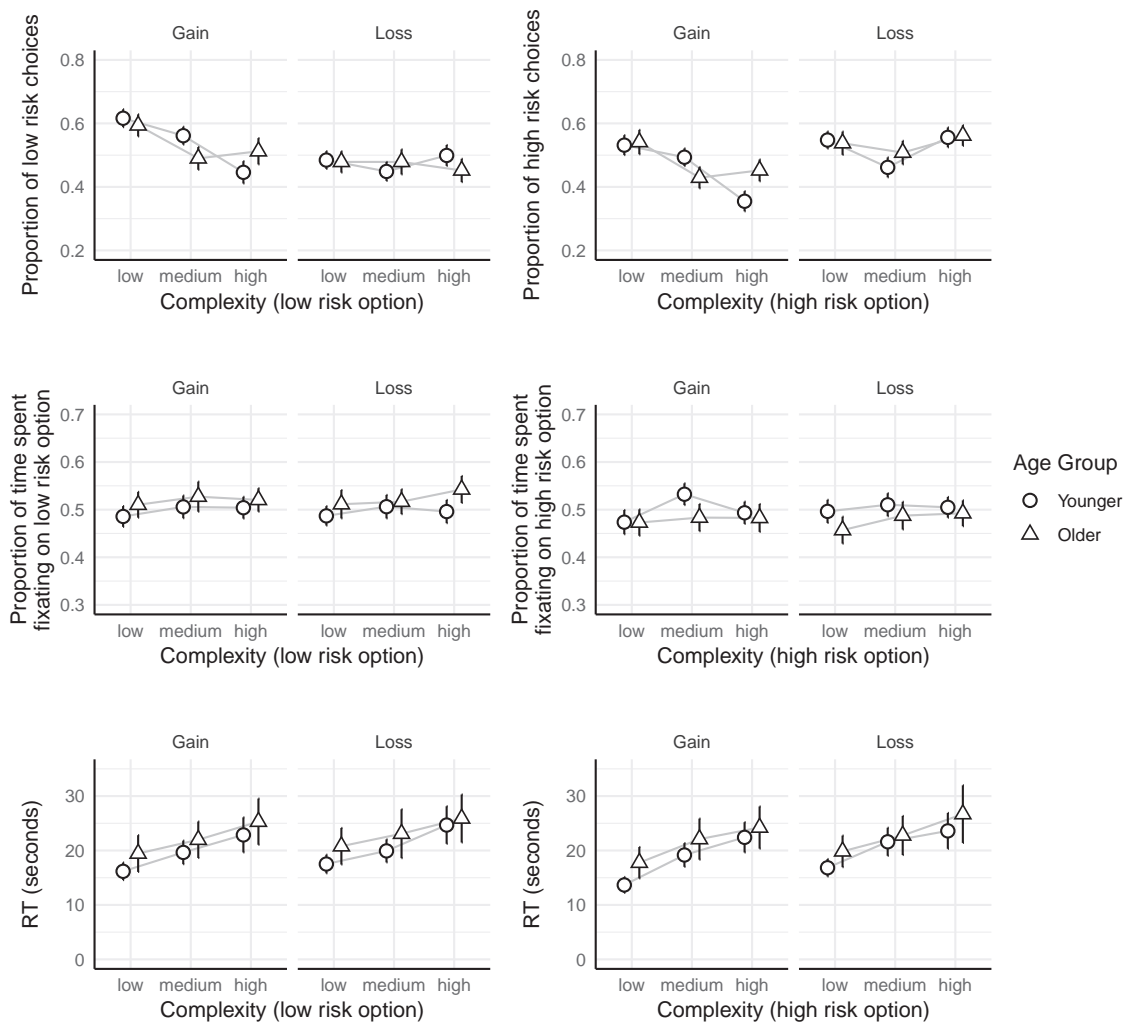 Gain Loss
Proportion of low risk choices
0.8
0.6
0.4
0.2
low medium high low medium high
Complexity (low risk option)
Gain Loss
Proportion of high risk choices
0.8
0.6
0.4
0.2
low medium high low medium high
Complexity (high risk option)
Gain Loss
Proportion of time spent
fixating on low risk option
0.7
0.6
0.5
0.4
0.3
low medium high low medium high
Complexity (low risk option)
Gain Loss
Proportion of time spent
fixating on high risk option
0.7
0.6
0.5
0.4
0.3
low medium high low medium high
Complexity (high risk option)
Age Group
Younger
Older
Gain Loss
RT (seconds)
30
20
10
0
low medium high low medium high
Complexity (low risk option)
Gain Loss
RT (seconds)
30
20
10
0
low medium high low medium high
Complexity (high risk option)